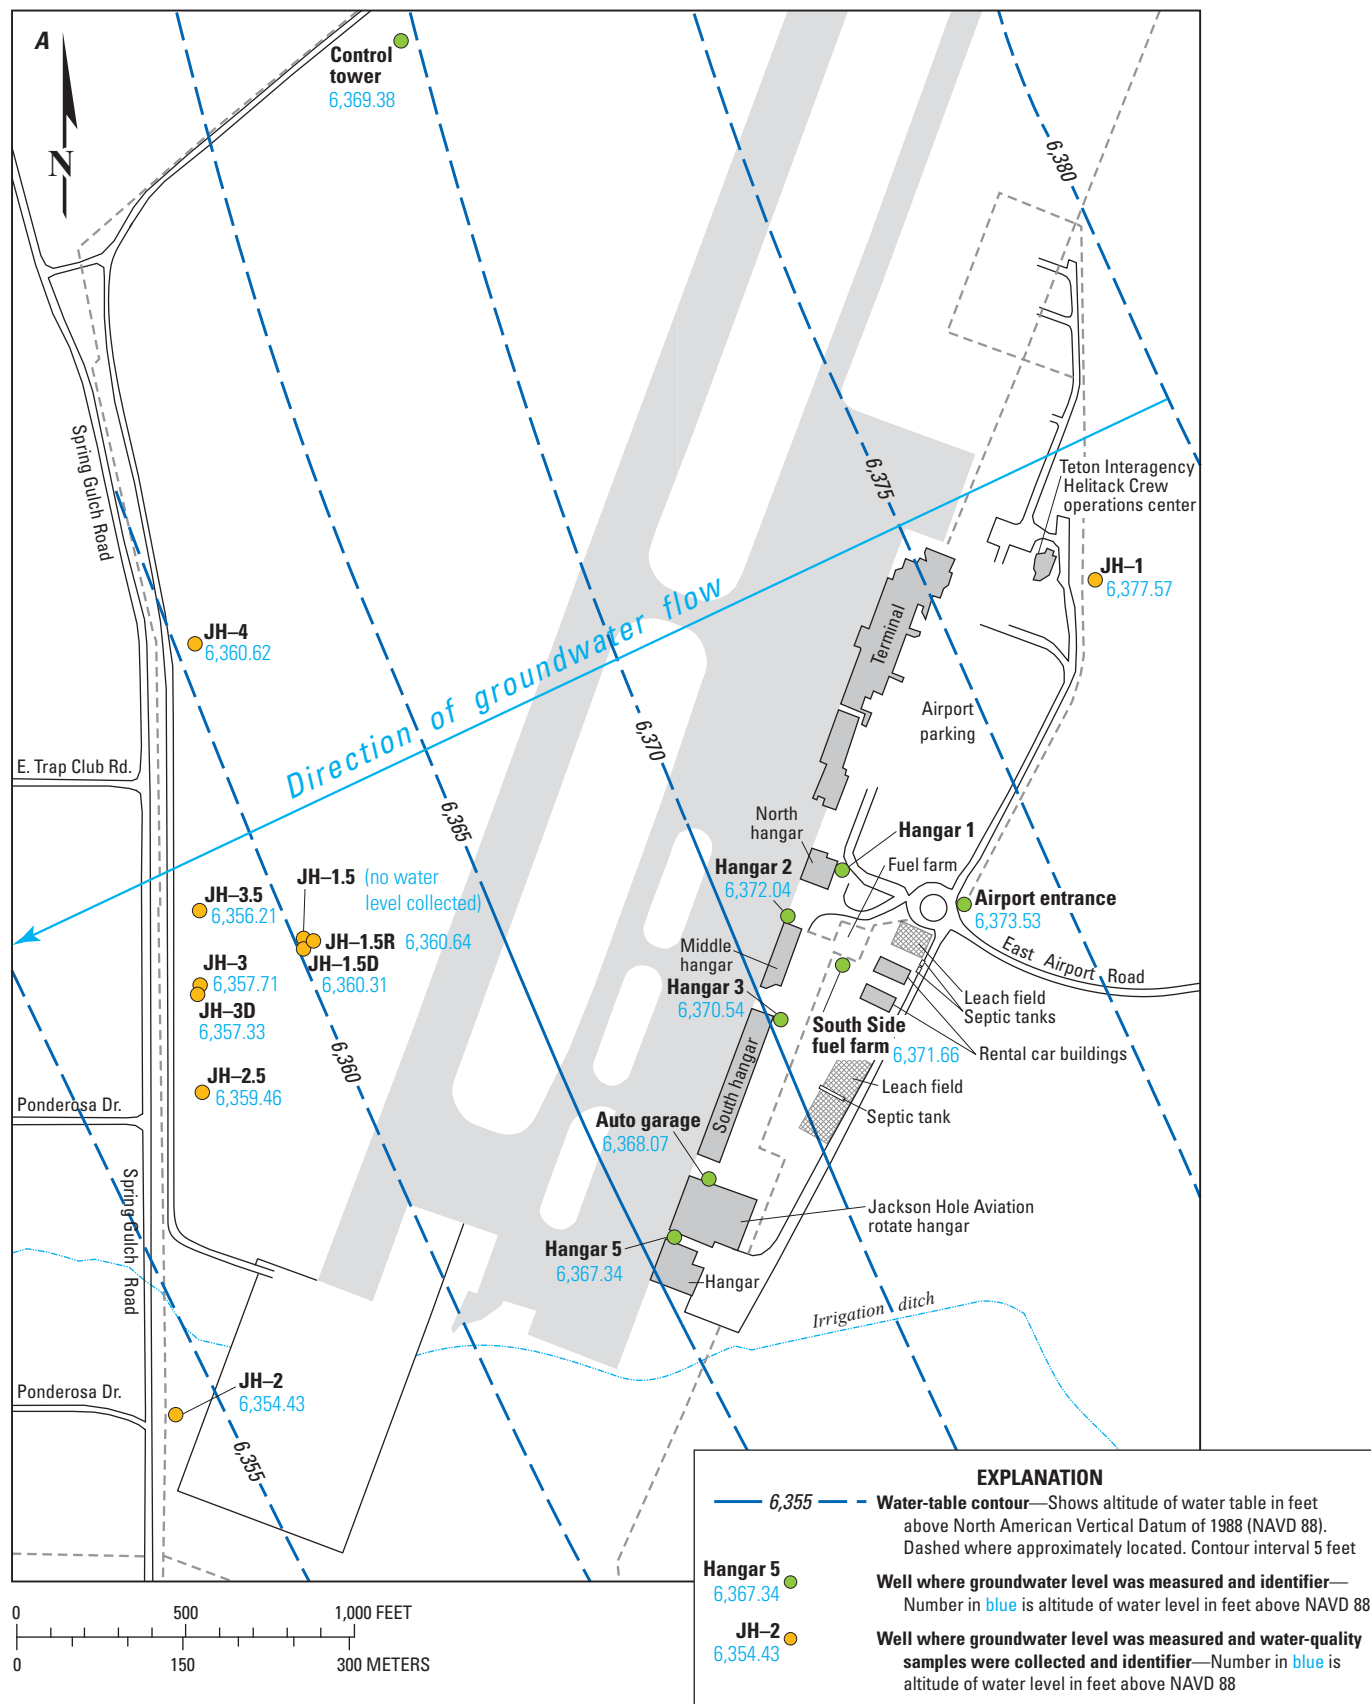 A
N
Control
tower
6,369.38
6,380
Spring Gulch Road
6,375
Teton Interagency
Helitack Crew
operations center
JH–1
6,377.57
JH–4
6,360.62
Direction of groundwater flow
Terminal
Airport
parking
6,370
E. Trap Club Rd.
6,365
North
hangar
Hangar 1
Fuel farm
Hangar 2
6,372.04
JH–1.5 (no water
level collected)
JH–3.5
6,356.21
Airport entrance
6,373.53
JH–1.5R 6,360.64
JH–1.5D
6,360.31
Middle
hangar
East Airport Road
JH–3
6,357.71
Hangar 3
6,370.54
Leach field
Septic tanks
JH–3D
6,357.33
South Side
fuel farm 6,371.66
Rental car buildings
6,360
JH–2.5
6,359.46
South hangar
Leach field
Septic tank
Ponderosa Dr.
Auto garage
6,368.07
Spring Gulch Road
Jackson Hole Aviation
rotate hangar
Hangar 5
6,367.34
Hangar
Irrigation ditch
Ponderosa Dr.
JH–2
6,354.43
6,355
EXPLANATION
6,355 Water-table contour—Shows altitude of water table in feet
above North American Vertical Datum of 1988 (NAVD 88).
Dashed where approximately located. Contour interval 5 feet
Hangar 5
6,367.34
Well where groundwater level was measured and identifier—
Number in blue is altitude of water level in feet above NAVD 88
JH–2
6,354.43
Well where groundwater level was measured and water-quality
samples were collected and identifier—Number in blue is
altitude of water level in feet above NAVD 88
0 500 1,000 FEET
0 150 300 METERS